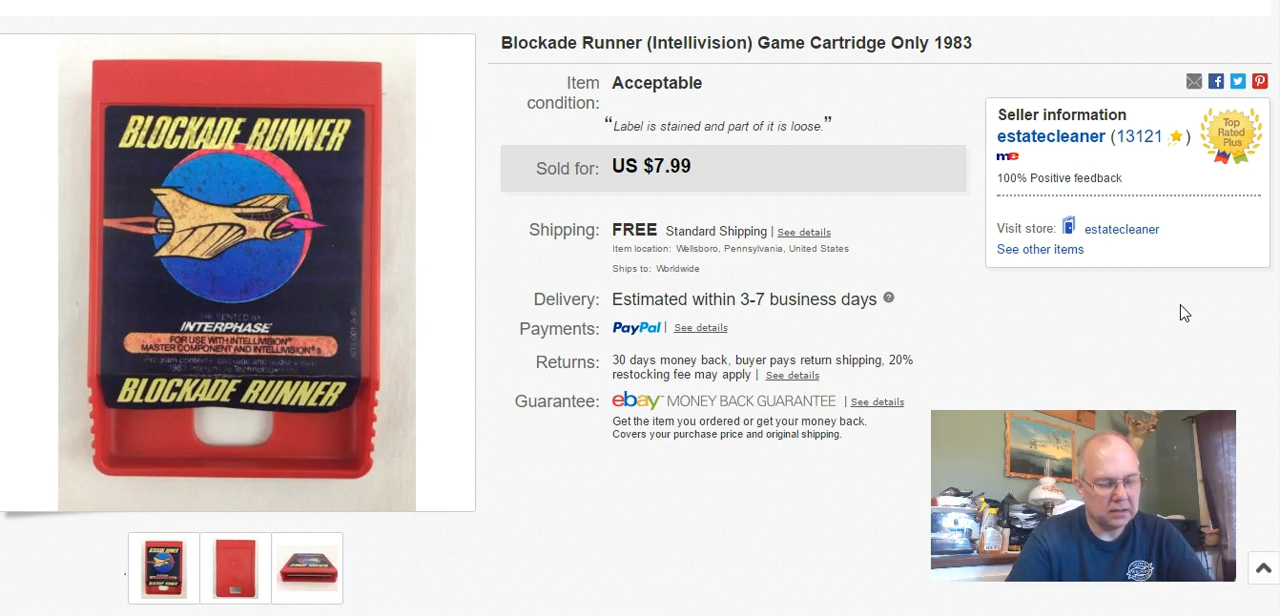 Blockade Runner (Intellivision) Game Cartridge Only 1983
BLOCKADE RUNNER
PRESENTED BY
INTERPHASE
FOR USE WITH INTELLIVISION®
MASTER COMPONENT AND INTELLIVISION®
BLOCKADE RUNNER
Item condition: Acceptable
“Label is stained and part of it is loose.”
Sold for: US $7.99
Shipping: FREE Standard Shipping | See details
Item location: Wellsboro, Pennsylvania, United States
Ships to: Worldwide
Delivery: Estimated within 3-7 business days
Payments: PayPal | See details
Returns: 30 days money back, buyer pays return shipping, 20%
restocking fee may apply | See details
Guarantee: ebay MONEY BACK GUARANTEE | See details
Get the item you ordered or get your money back.
Covers your purchase price and original shipping.
Seller information
estatecleaner (13121 )
me
100% Positive feedback
Top
Rated
Plus
Visit store: estatecleaner
See other items